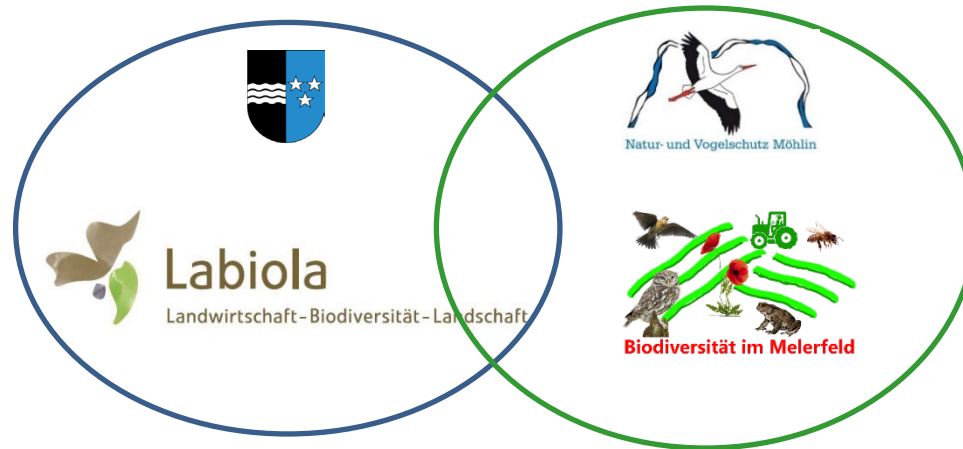 Natur- und Vogelschutz Möhlin
Labiola
Landwirtschaft-Biodiversität-Landschaft
Biodiversität im Melerfeld